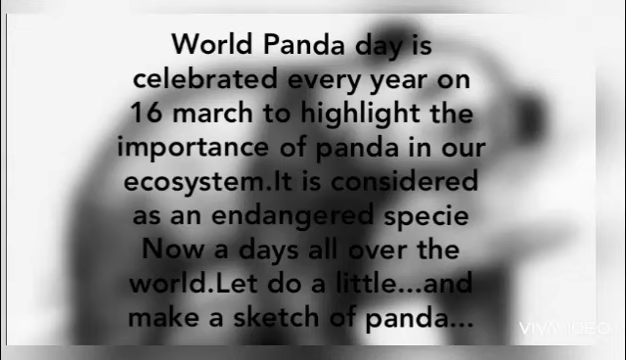 World Panda day is
celebrated every year on
16 march to highlight the
importance of panda in our
ecosystem.It is considered
as an endangered specie
Now a days all over the
world.Let do a little...and
make a sketch of panda...
VIVAVIDEO